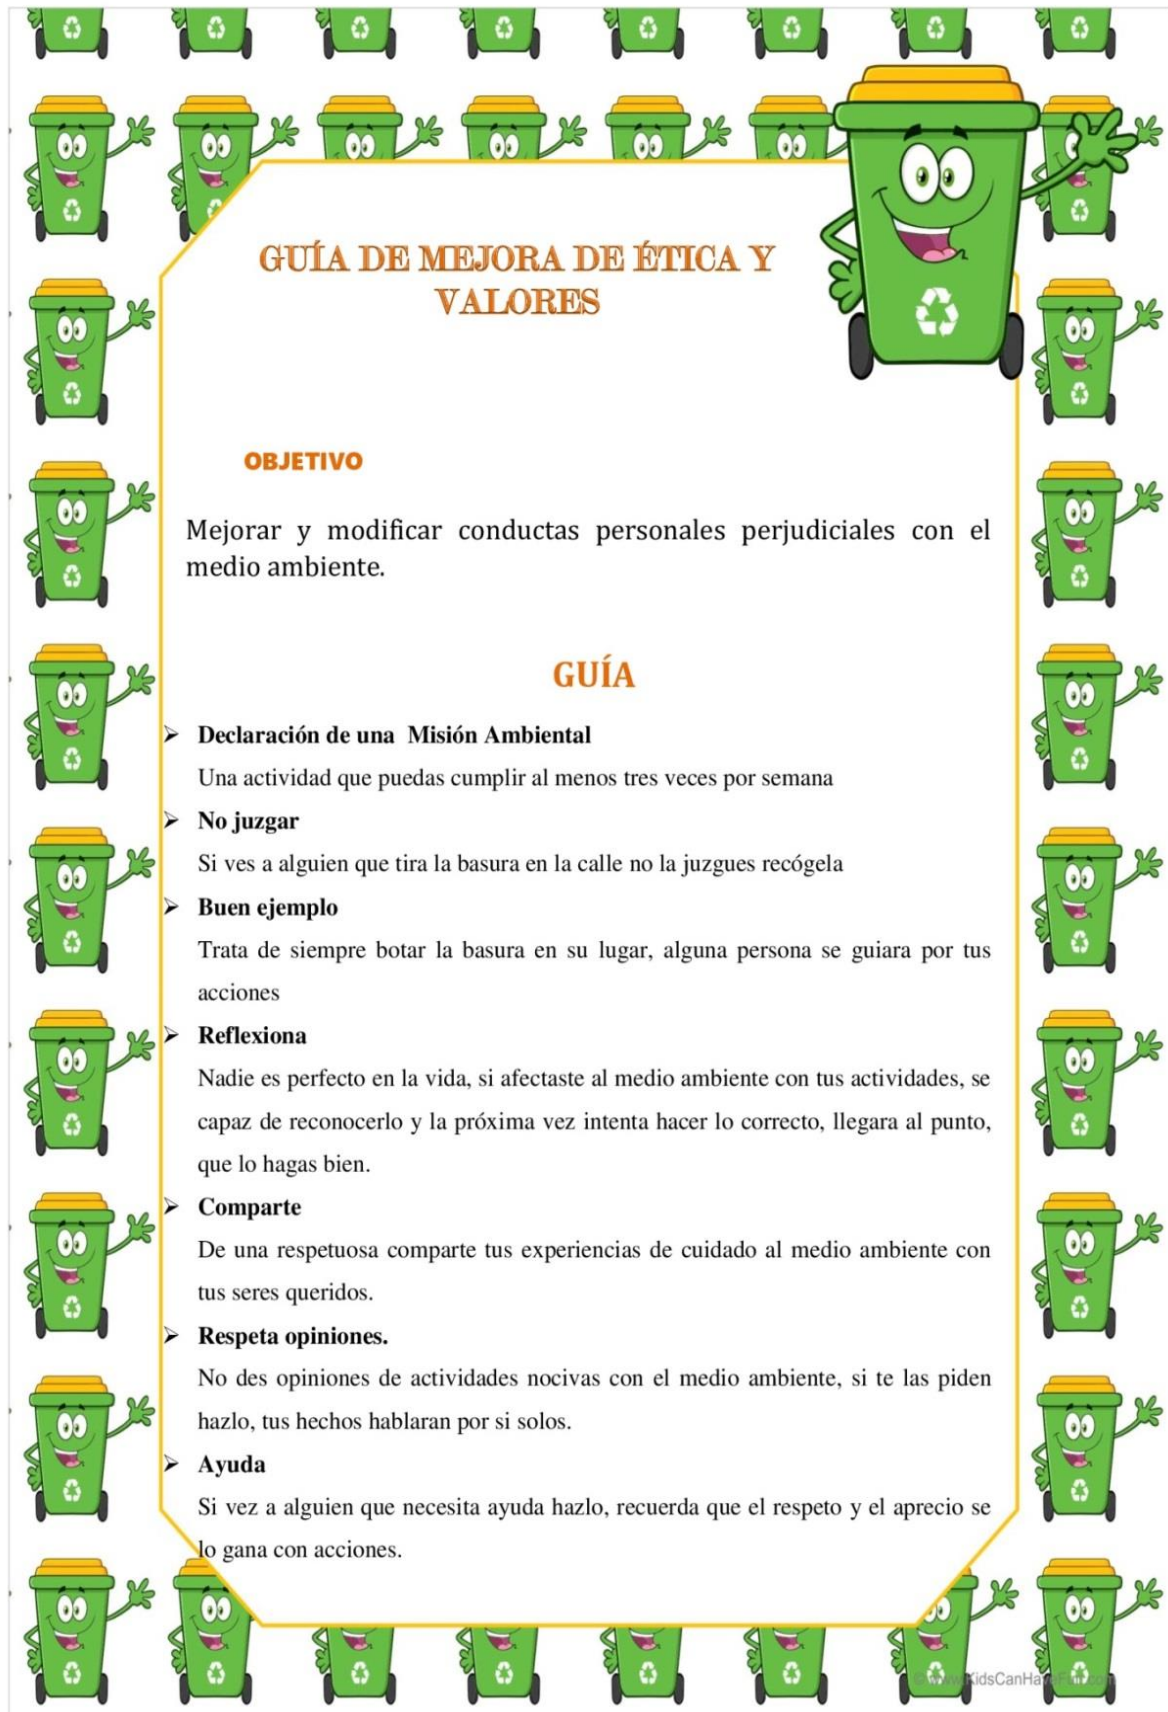 GUÍA DE MEJORA DE ÉTICA Y
VALORES
OBJETIVO
Mejorar y modificar conductas personales perjudiciales con el
medio ambiente.
GUÍA
Declaración de una Misión Ambiental
Una actividad que puedas cumplir al menos tres veces por semana
No juzgar
Si ves a alguien que tira la basura en la calle no la juzgues recógela
Buen ejemplo
Trata de siempre botar la basura en su lugar, alguna persona se guiara por tus
acciones
Reflexiona
Nadie es perfecto en la vida, si afectaste al medio ambiente con tus actividades, se
capaz de reconocerlo y la próxima vez intenta hacer lo correcto, llegara al punto,
que lo hagas bien.
Comparte
De una respetuosa comparte tus experiencias de cuidado al medio ambiente con
tus seres queridos.
Respeta opiniones.
No des opiniones de actividades nocivas con el medio ambiente, si te las piden
hazlo, tus hechos hablaran por si solos.
Ayuda
Si vez a alguien que necesita ayuda hazlo, recuerda que el respeto y el aprecio se
lo gana con acciones.
© www.KidsCanHaveFun.com